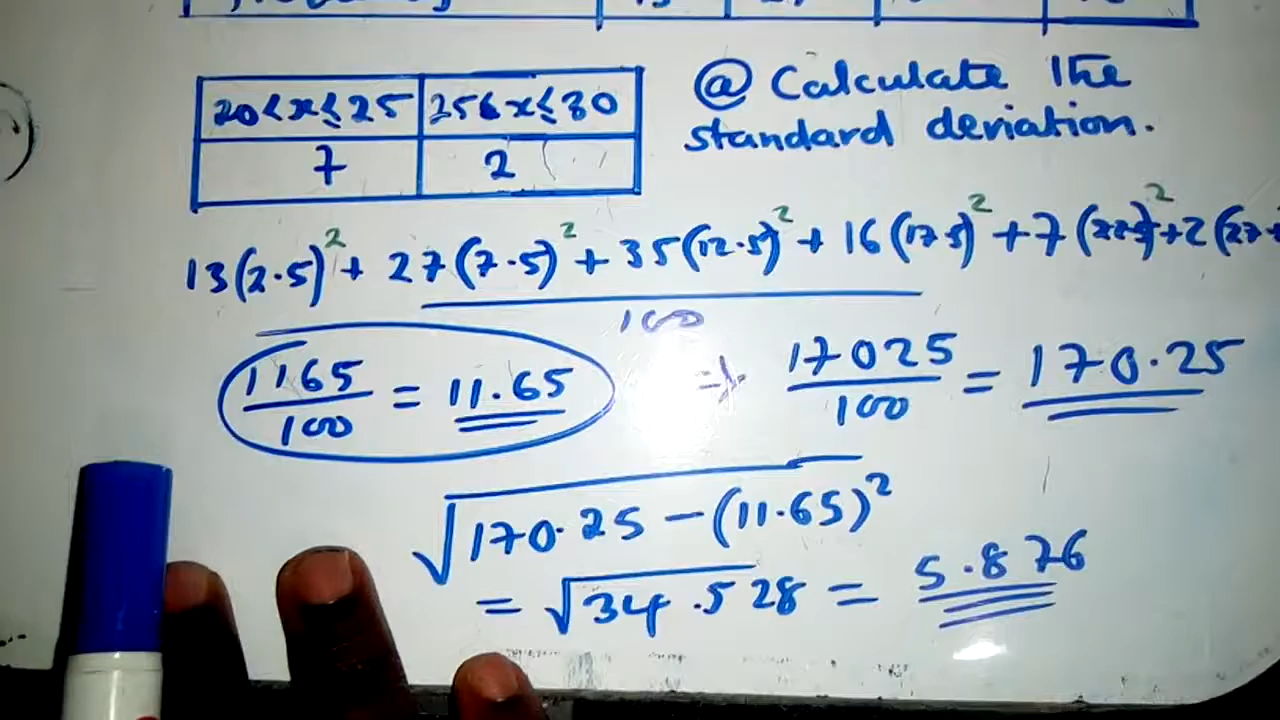 20<x≤25 25<x≤30
7 2
@ Calculate the
standard deviation.
13(2.5)² + 27(7.5)² + 35(12.5)² + 16(17.5)² + 7(22.5)² + 2(27.
100
1165
100
= 11.65
⇒ 17025
100
= 170.25
√170.25 – (11.65)²
= √34.528 = 5.876